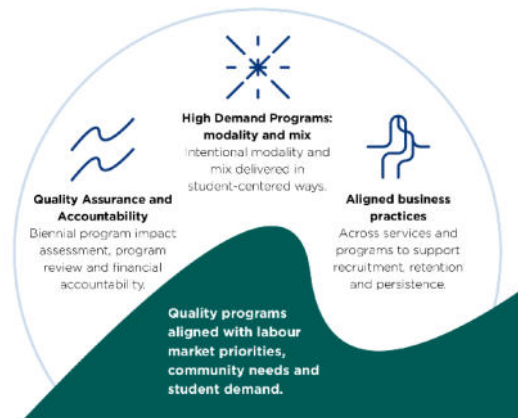 High Demand Programs:
modality and mix
Intentional modality and
mix delivered in
student-centered ways.
Quality Assurance and
Accountability
Biennial program impact
assessment, program
review and financial
accountability.
Aligned business
practices
Across services and
programs to support
recruitment, retention
and persistence.
Quality programs
aligned with labour
market priorities,
community needs and
student demand.